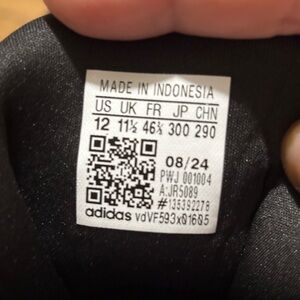 MADE IN INDONESIA
US UK FR JP CHN
12 11½ 46⅔ 300 290
08/24
PWJ 001004
A:JR5089
#135392278
adidas vdVF593x01605